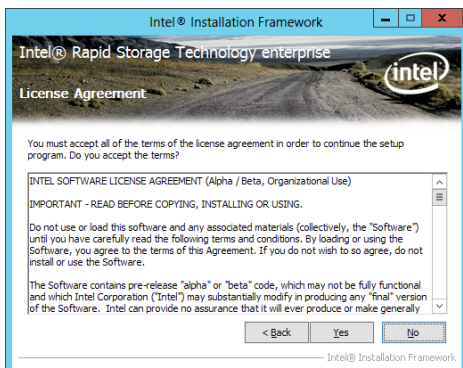 Intel® Installation Framework
Intel® Rapid Storage Technology enterprise
intel
License Agreement
You must accept all of the terms of the license agreement in order to continue the setup
program. Do you accept the terms?
INTEL SOFTWARE LICENSE AGREEMENT (Alpha / Beta, Organizational Use)
IMPORTANT - READ BEFORE COPYING, INSTALLING OR USING.
Do not use or load this software and any associated materials (collectively, the "Software")
until you have carefully read the following terms and conditions. By loading or using the
Software, you agree to the terms of this Agreement. If you do not wish to so agree, do not
install or use the Software.
The Software contains pre-release "alpha" or "beta" code, which may not be fully functional
and which Intel Corporation ("Intel") may substantially modify in producing any "final" version
of the Software. Intel can provide no assurance that it will ever produce or make generally
< Back
Yes
No
Intel® Installation Framework